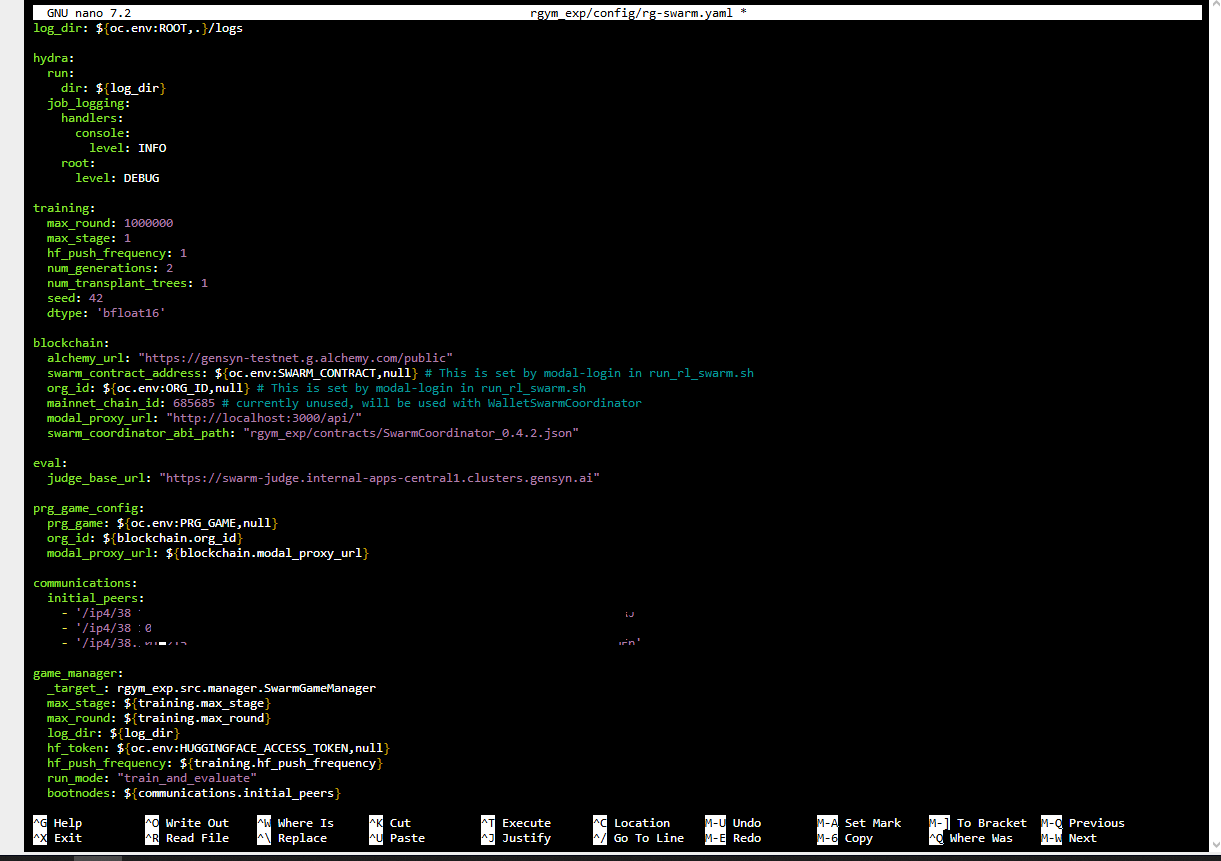 GNU nano 7.2 rgym_exp/config/rg-swarm.yaml *
log_dir: ${oc.env:ROOT,.}/logs
hydra:
  run:
    dir: ${log_dir}
  job_logging:
    handlers:
      console:
        level: INFO
    root:
      level: DEBUG
training:
  max_round: 1000000
  max_stage: 1
  hf_push_frequency: 1
  num_generations: 2
  num_transplant_trees: 1
  seed: 42
  dtype: 'bfloat16'
blockchain:
  alchemy_url: "https://gensyn-testnet.g.alchemy.com/public"
  swarm_contract_address: ${oc.env:SWARM_CONTRACT,null} # This is set by modal-login in run_rl_swarm.sh
  org_id: ${oc.env:ORG_ID,null} # This is set by modal-login in run_rl_swarm.sh
  mainnet_chain_id: 685685 # currently unused, will be used with WalletSwarmCoordinator
  modal_proxy_url: "http://localhost:3000/api/"
  swarm_coordinator_abi_path: "rgym_exp/contracts/SwarmCoordinator_0.4.2.json"
eval:
  judge_base_url: "https://swarm-judge.internal-apps-central1.clusters.gensyn.ai"
prg_game_config:
  prg_game: ${oc.env:PRG_GAME,null}
  org_id: ${blockchain.org_id}
  modal_proxy_url: ${blockchain.modal_proxy_url}
communications:
  initial_peers:
    - '/ip4/38
    - '/ip4/38
    - '/ip4/38.
game_manager:
  _target_: rgym_exp.src.manager.SwarmGameManager
  max_stage: ${training.max_stage}
  max_round: ${training.max_round}
  log_dir: ${log_dir}
  hf_token: ${oc.env:HUGGINGFACE_ACCESS_TOKEN,null}
  hf_push_frequency: ${training.hf_push_frequency}
  run_mode: "train_and_evaluate"
  bootnodes: ${communications.initial_peers}
^G Help ^O Write Out ^W Where Is ^K Cut ^T Execute ^C Location M-U Undo M-A Set Mark M-] To Bracket M-Q Previous
^X Exit ^R Read File ^\ Replace ^U Paste ^J Justify ^/ Go To Line M-E Redo M-6 Copy ^Q Where Was M-W Next